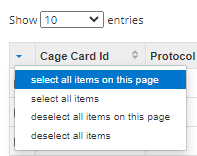 Show 10 entries
Cage Card Id Protocol
select all items on this page
select all items
deselect all items on this page
deselect all items